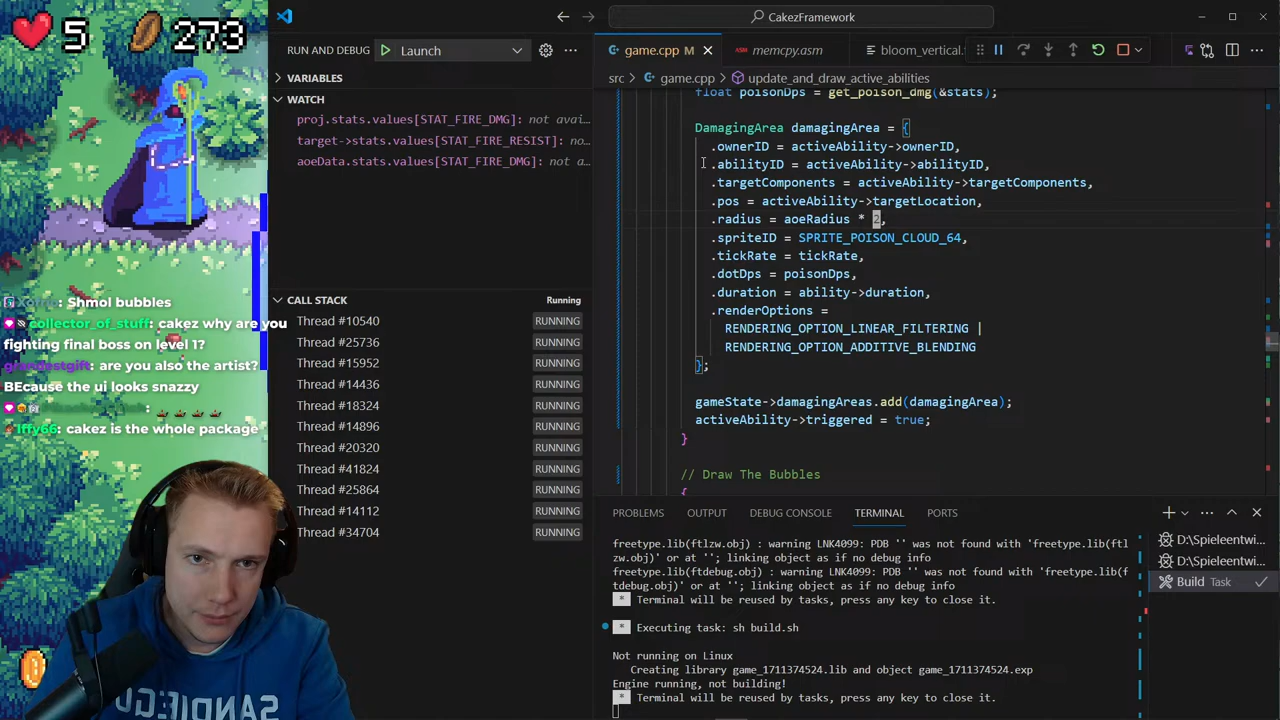 5 273
Shmol bubbles
collector_of_stuff: cakez why are you
fighting final boss on level 1?
grandestgift: are you also the artist?
BEcause the ui looks snazzy
Iffy66: cakez is the whole package
SANDIEGO
CakezFramework
RUN AND DEBUG
Launch
VARIABLES
WATCH
proj.stats.values[STAT_FIRE_DMG]: not avai…
target->stats.values[STAT_FIRE_RESIST]: no…
aoeData.stats.values[STAT_FIRE_DMG]: not a…
CALL STACK Running
Thread #10540 RUNNING
Thread #25736 RUNNING
Thread #15952 RUNNING
Thread #14436 RUNNING
Thread #18324 RUNNING
Thread #14896 RUNNING
Thread #20320 RUNNING
Thread #41824 RUNNING
Thread #25864 RUNNING
Thread #14112 RUNNING
Thread #34704 RUNNING
game.cpp M memcpy.asm bloom_vertical.
src > game.cpp > update_and_draw_active_abilities
float poisonDps = get_poison_dmg(&stats);
DamagingArea damagingArea = {
.ownerID = activeAbility->ownerID,
.abilityID = activeAbility->abilityID,
.targetComponents = activeAbility->targetComponents,
.pos = activeAbility->targetLocation,
.radius = aoeRadius * 2,
.spriteID = SPRITE_POISON_CLOUD_64,
.tickRate = tickRate,
.dotDps = poisonDps,
.duration = ability->duration,
.renderOptions =
RENDERING_OPTION_LINEAR_FILTERING |
RENDERING_OPTION_ADDITIVE_BLENDING
};
gameState->damagingAreas.add(damagingArea);
activeAbility->triggered = true;
}
// Draw The Bubbles
{
PROBLEMS OUTPUT DEBUG CONSOLE TERMINAL PORTS
freetype.lib(ftlzw.obj) : warning LNK4099: PDB '' was not found with 'freetype.lib(ftl
zw.obj)' or at ''; linking object as if no debug info
freetype.lib(ftdebug.obj) : warning LNK4099: PDB '' was not found with 'freetype.lib(f
tdebug.obj)' or at ''; linking object as if no debug info
* Terminal will be reused by tasks, press any key to close it.
* Executing task: sh build.sh
Not running on Linux
Creating library game_1711374524.lib and object game_1711374524.exp
Engine running, not building!
* Terminal will be reused by tasks, press any key to close it.
D:\Spieleentwi…
D:\Spieleentwi…
Build Task